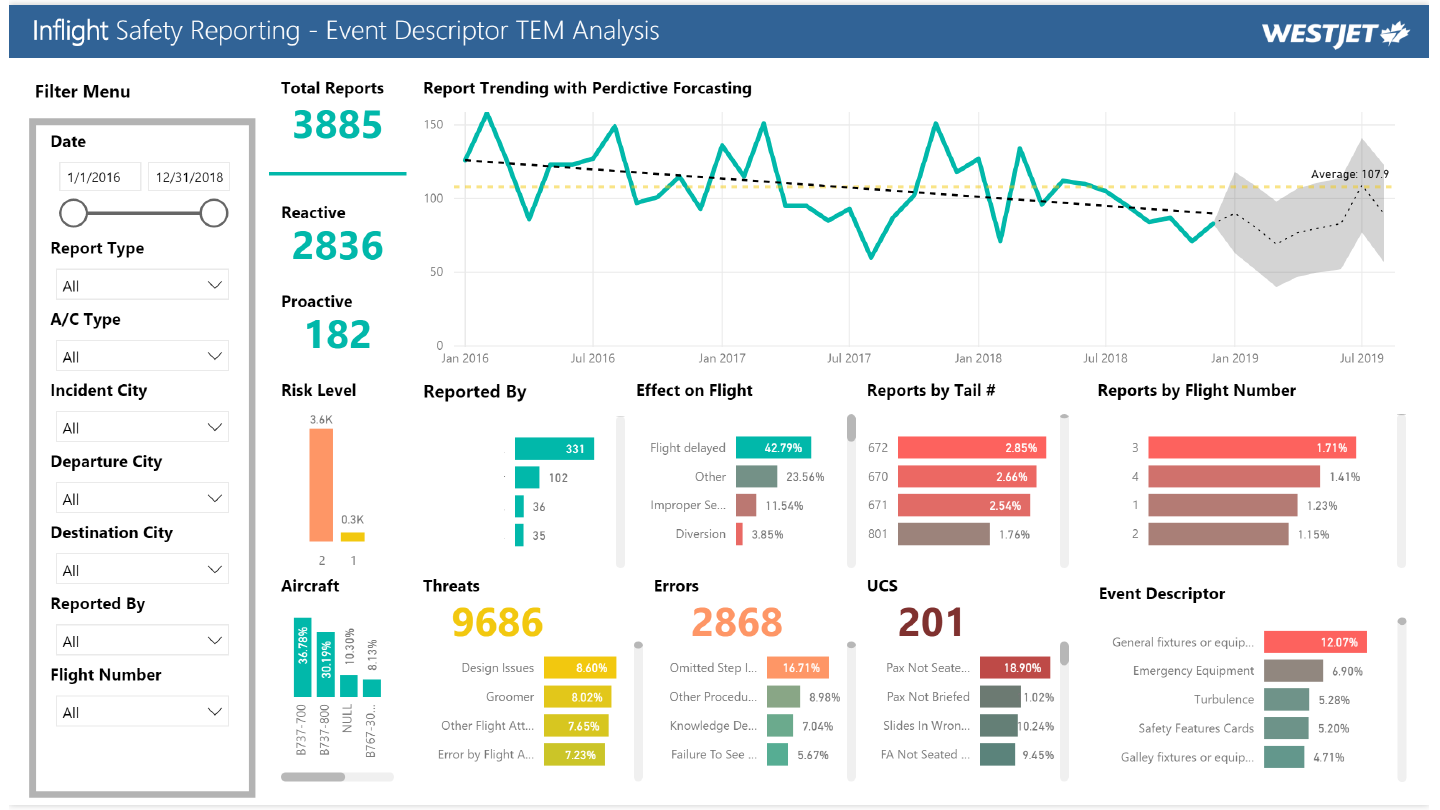 Inflight Safety Reporting - Event Descriptor TEM Analysis
WESTJET
Filter Menu
Date
1/1/2016
12/31/2018
Report Type
All
A/C Type
All
Incident City
All
Departure City
All
Destination City
All
Reported By
All
Flight Number
All
Total Reports
3885
Reactive
2836
Proactive
182
Report Trending with Perdictive Forcasting
150
100
50
0
Average: 107.9
Jan 2016
Jul 2016
Jan 2017
Jul 2017
Jan 2018
Jul 2018
Jan 2019
Jul 2019
Risk Level
3.6K
0.3K
2
1
Reported By
331
102
36
35
Effect on Flight
Flight delayed 42.79%
Other 23.56%
Improper Se... 11.54%
Diversion 3.85%
Reports by Tail #
672 2.85%
670 2.66%
671 2.54%
801 1.76%
Reports by Flight Number
3 1.71%
4 1.41%
1 1.23%
2 1.15%
Aircraft
36.78%
30.19%
10.30%
8.13%
B737-700
B737-800
NULL
B767-30...
Threats
9686
Design Issues 8.60%
Groomer 8.02%
Other Flight Att... 7.65%
Error by Flight A... 7.23%
Errors
2868
Omitted Step I... 16.71%
Other Procedu... 8.98%
Knowledge De... 7.04%
Failure To See ... 5.67%
UCS
201
Pax Not Seate... 18.90%
Pax Not Briefed 1.02%
Slides In Wron... 10.24%
FA Not Seated ... 9.45%
Event Descriptor
General fixtures or equip... 12.07%
Emergency Equipment 6.90%
Turbulence 5.28%
Safety Features Cards 5.20%
Galley fixtures or equip... 4.71%